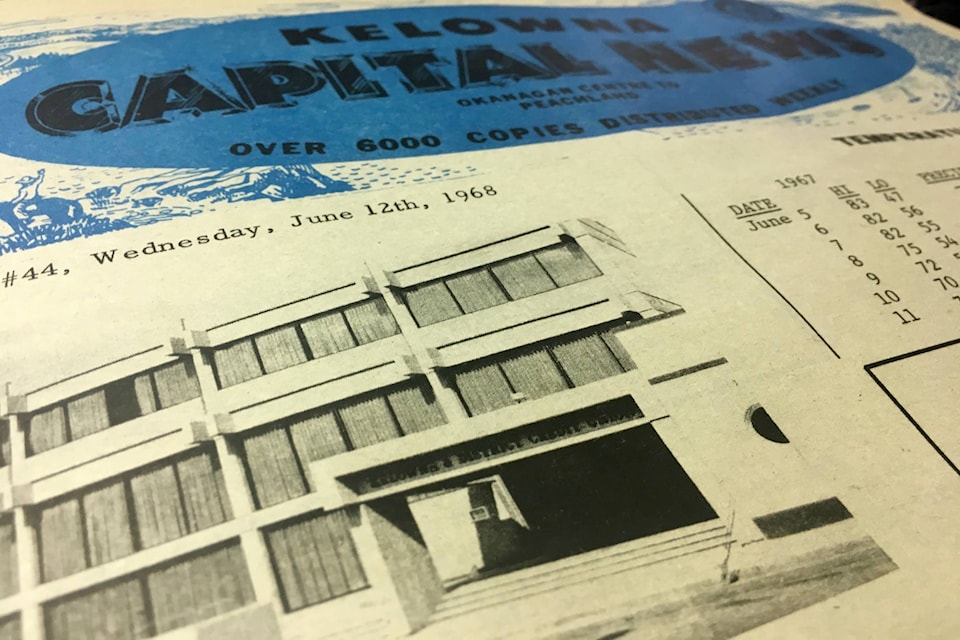 KELOWNA
CAPITAL NEWS
OKANAGAN CENTRE TO
PEACHLAND
OVER 6000 COPIES DISTRIBUTED WEEKLY
#44, Wednesday, June 12th, 1968
1967
DATE HI LO
June 5 83 47
6 82 56
7 82 55
8 75 54
9 72
10 70
11